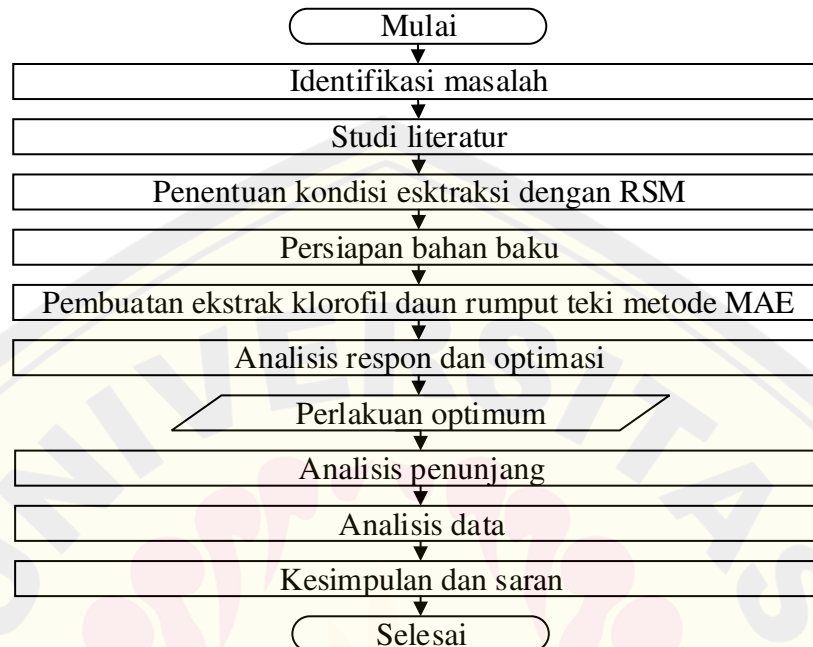 Mulai
Identifikasi masalah
Studi literatur
Penentuan kondisi esktraksi dengan RSM
Persiapan bahan baku
Pembuatan ekstrak klorofil daun rumput teki metode MAE
Analisis respon dan optimasi
Perlakuan optimum
Analisis penunjang
Analisis data
Kesimpulan dan saran
Selesai
UNIVERSITAS